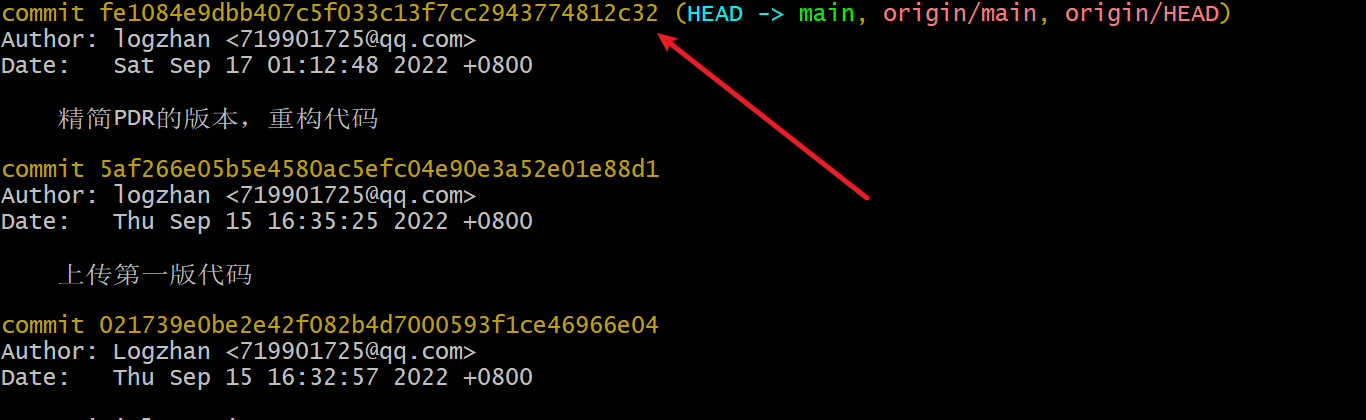 commit fe1084e9dbb407c5f033c13f7cc2943774812c32 (HEAD -> main, origin/main, origin/HEAD)
Author: logzhan <719901725@qq.com>
Date:   Sat Sep 17 01:12:48 2022 +0800
精简PDR的版本，重构代码
commit 5af266e05b5e4580ac5efc04e90e3a52e01e88d1
Author: logzhan <719901725@qq.com>
Date:   Thu Sep 15 16:35:25 2022 +0800
上传第一版代码
commit 021739e0be2e42f082b4d7000593f1ce46966e04
Author: Logzhan <719901725@qq.com>
Date:   Thu Sep 15 16:32:57 2022 +0800